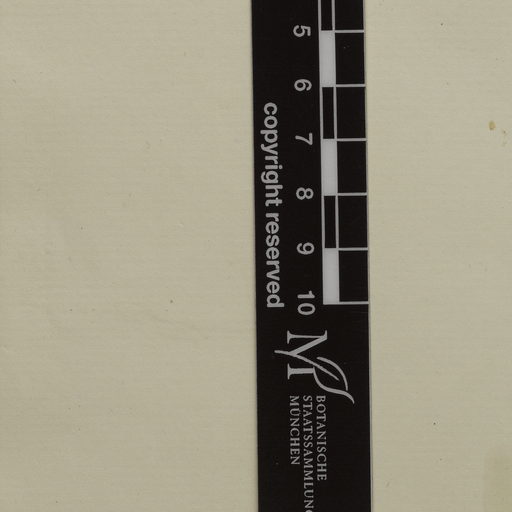 5
6
7
8
9
10
copyright reserved
BOTANISCHE
STAATSSAMMLUNG
MÜNCHEN